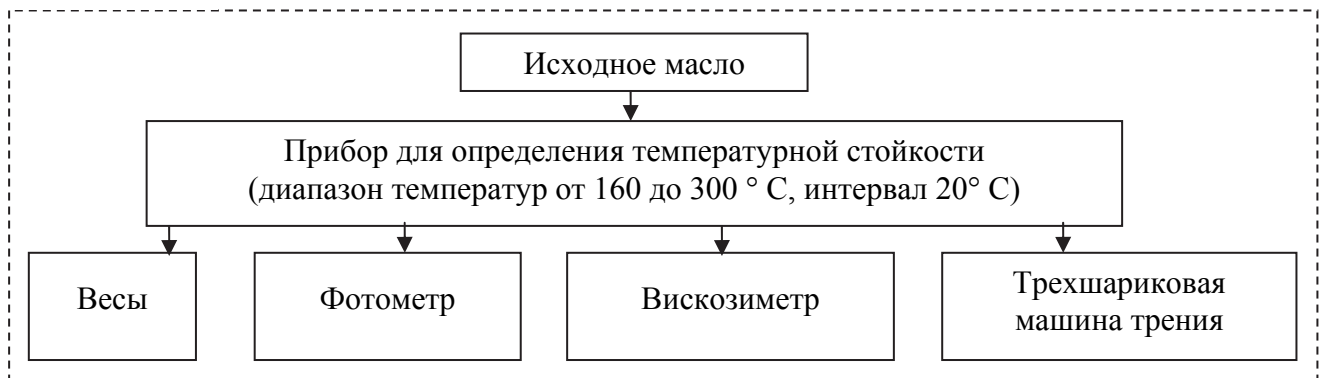 Исходное масло
Прибор для определения температурной стойкости
(диапазон температур от 160 до 300 ° С, интервал 20° С)
Весы
Фотометр
Вискозиметр
Трехшариковая
машина трения